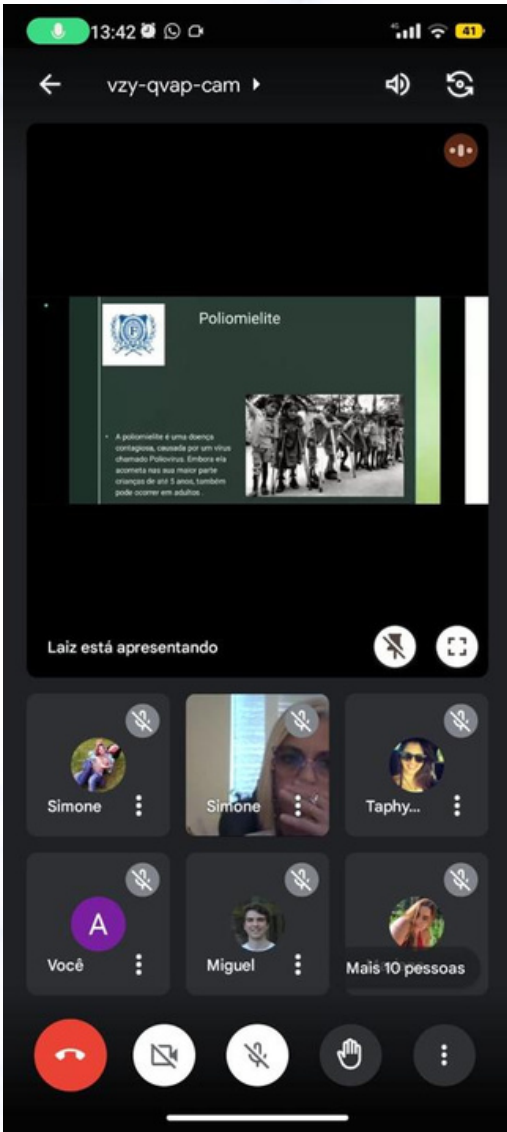 13:42
4G
41
vzy-qvap-cam
F
Poliomielite
• A poliomielite é uma doença
contagiosa, causada por um vírus
chamado Poliovírus. Embora ela
acometa nas sua maior parte
crianças de até 5 anos, também
pode ocorrer em adultos .
Laiz está apresentando
Simone
Simone
Taphy...
A
Você
Miguel
Mais 10 pessoas